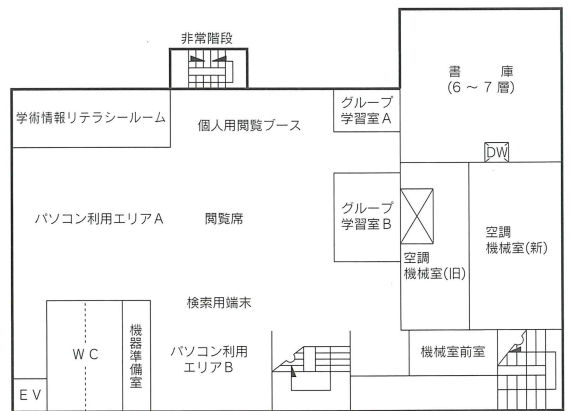 非常階段
書　庫
(6～7層)
学術情報リテラシールーム
個人用閲覧ブース
グループ
学習室A
DW
パソコン利用エリアA
閲覧席
グループ
学習室B
空調
機械室(旧)
空調
機械室(新)
検索用端末
WC
機器準備室
パソコン利用
エリアB
機械室前室
EV